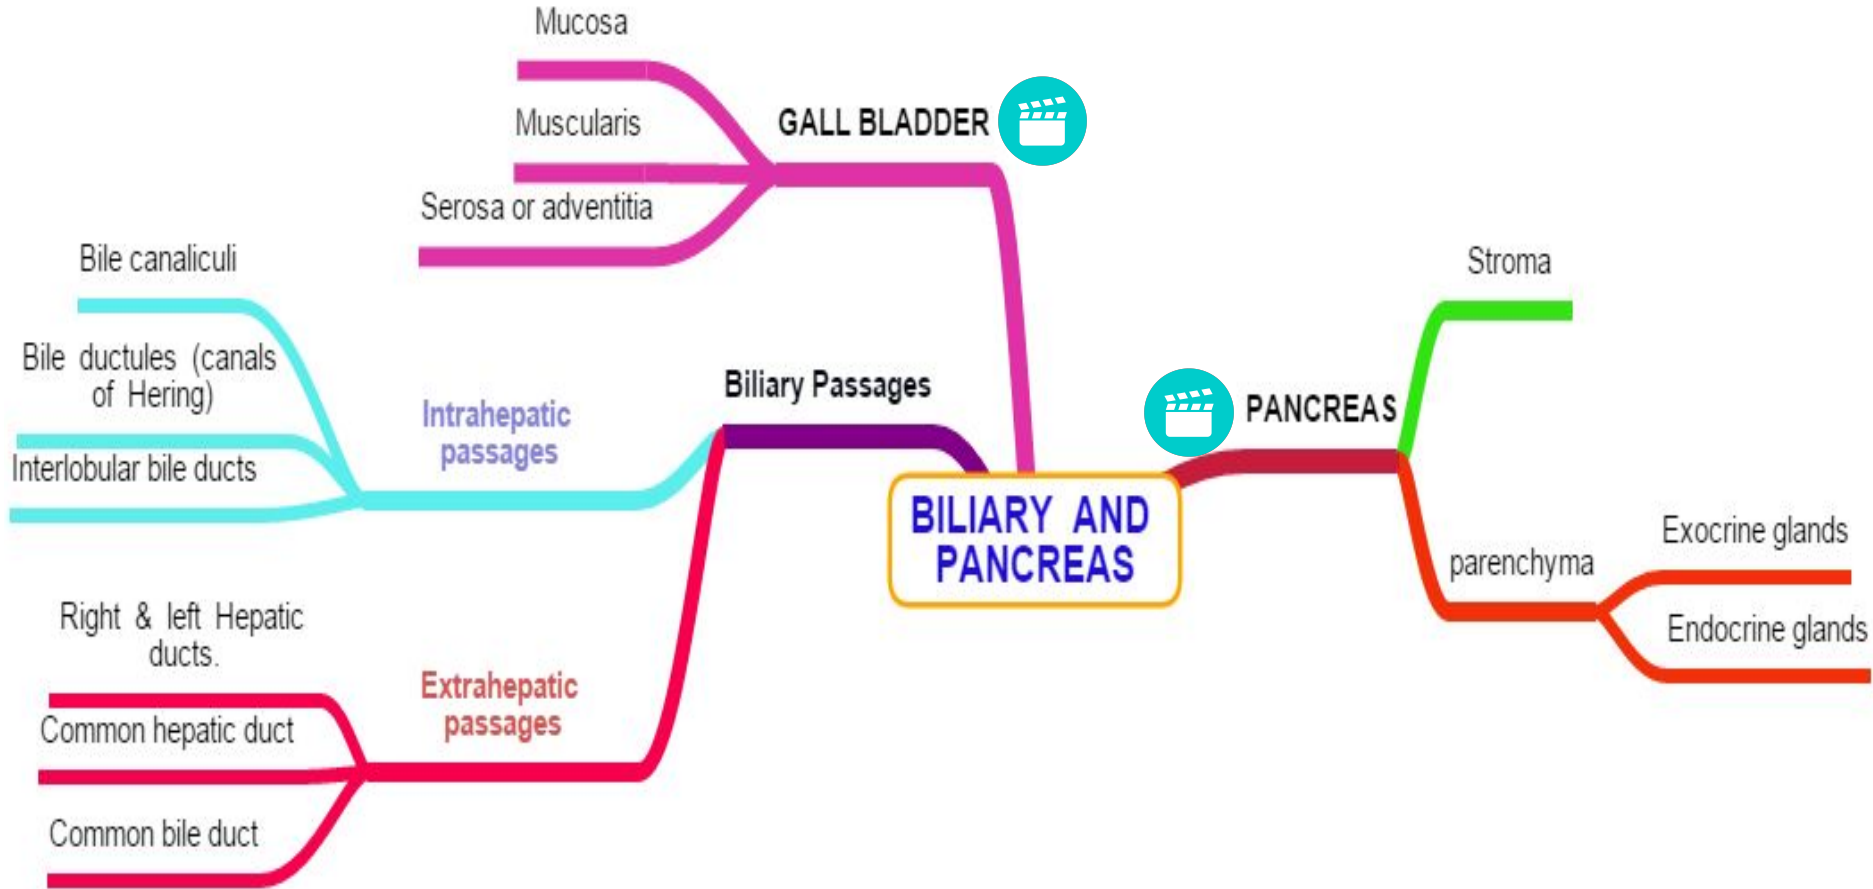 Mucosa
Muscularis
GALL BLADDER
Serosa or adventitia
Bile canaliculi
Bile ductules (canals
of Hering)
Interlobular bile ducts
Intrahepatic
passages
Biliary Passages
Right & left Hepatic
ducts.
Common hepatic duct
Common bile duct
Extrahepatic
passages
BILIARY AND
PANCREAS
PANCREAS
Stroma
parenchyma
Exocrine glands
Endocrine glands